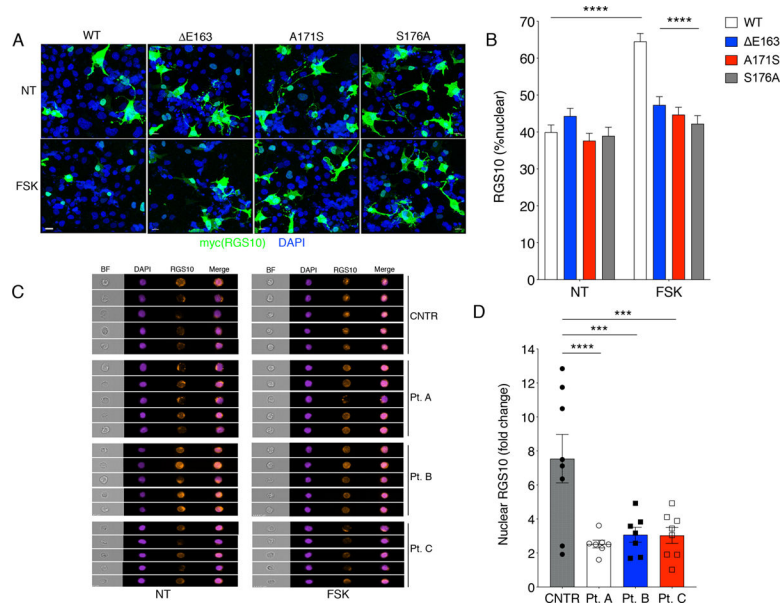 A
WT
ΔE163
A171S
S176A
NT
FSK
myc(RGS10) DAPI
B
****
****
WT
ΔE163
A171S
S176A
RGS10 (%nuclear)
70
60
50
40
30
20
10
0
NT
FSK
C
BF DAPI RGS10 Merge
BF DAPI RGS10 Merge
CNTR
Pt. A
Pt. B
Pt. C
NT
FSK
D
***
***
****
Nuclear RGS10 (fold change)
14
12
10
8
6
4
2
0
CNTR Pt. A Pt. B Pt. C